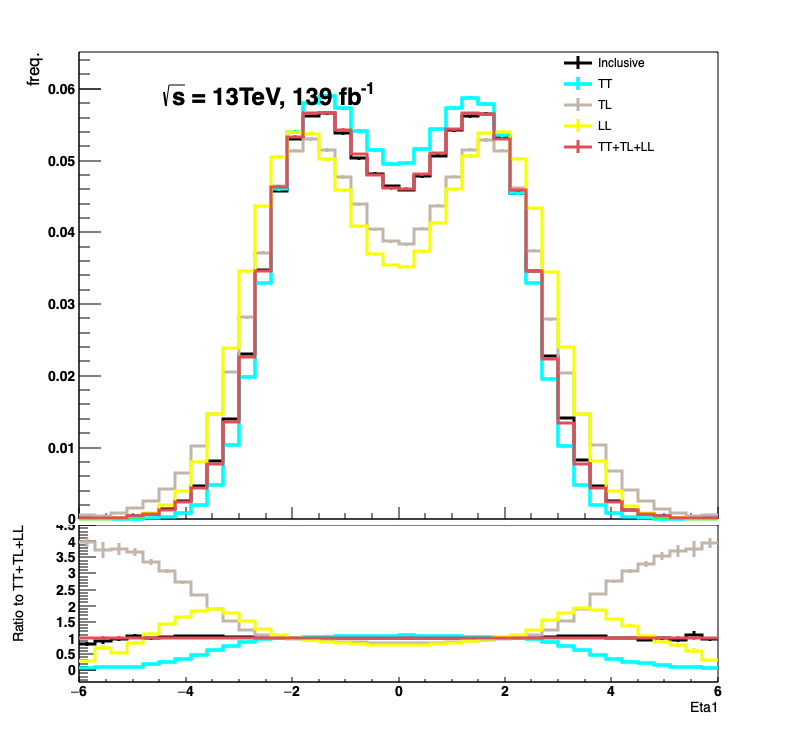 freq.
√s = 13TeV, 139 fb⁻¹
Inclusive
TT
TL
LL
TT+TL+LL
0.06
0.05
0.04
0.03
0.02
0.01
0
Ratio to TT+TL+LL
4.5
4
3.5
3
2.5
2
1.5
1
0.5
0
−6
−4
−2
0
2
4
6
Eta1